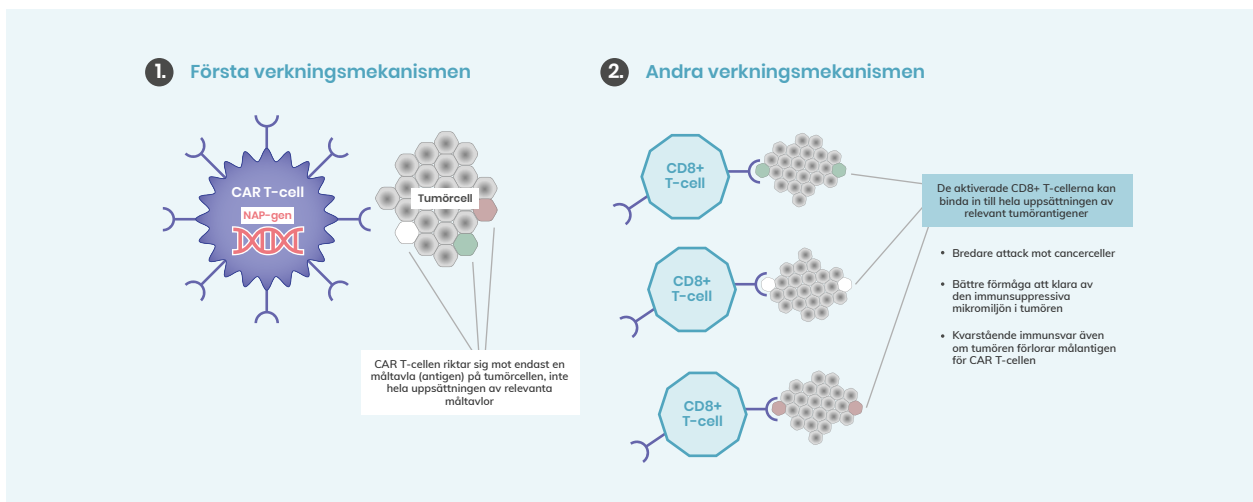 1. Första verkningsmekanismen
CAR T-cell
NAP-gen
Tumörcell
CAR T-cellen riktar sig mot endast en
måltavla (antigen) på tumörcellen, inte
hela uppsättningen av relevanta
måltavlor
2. Andra verkningsmekanismen
CD8+
T-cell
CD8+
T-cell
CD8+
T-cell
De aktiverade CD8+ T-cellerna kan
binda in till hela uppsättningen av
relevant tumörantigener
• Bredare attack mot cancerceller
• Bättre förmåga att klara av
den immunsuppressiva
mikromiljön i tumören
• Kvarstående immunsvar även
om tumören förlorar målantigen
för CAR T-cellen